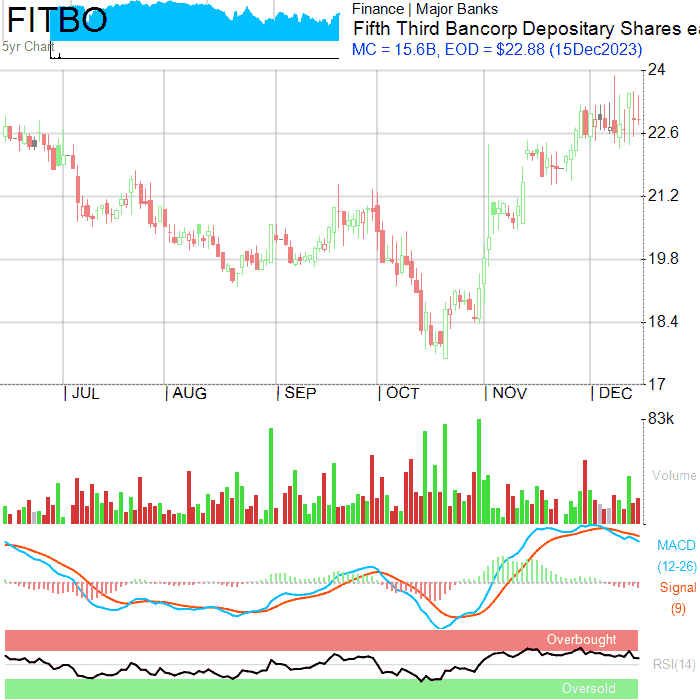 FITBO
5yr Chart
Finance | Major Banks
Fifth Third Bancorp Depositary Shares ea
MC = 15.6B, EOD = $22.88 (15Dec2023)
24
22.6
21.2
19.8
18.4
17
| JUL | AUG | SEP | OCT | NOV | DEC
83k
Volume
MACD
(12-26)
Signal
(9)
Overbought
RSI(14)
Oversold